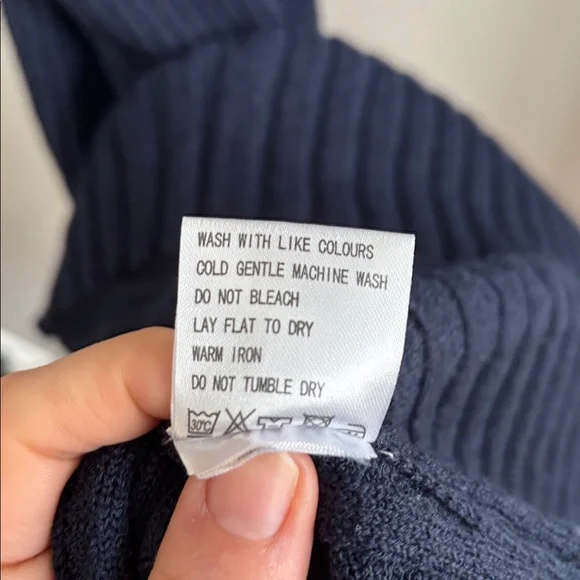 WASH WITH LIKE COLOURS
COLD GENTLE MACHINE WASH
DO NOT BLEACH
LAY FLAT TO DRY
WARM IRON
DO NOT TUMBLE DRY
30°C